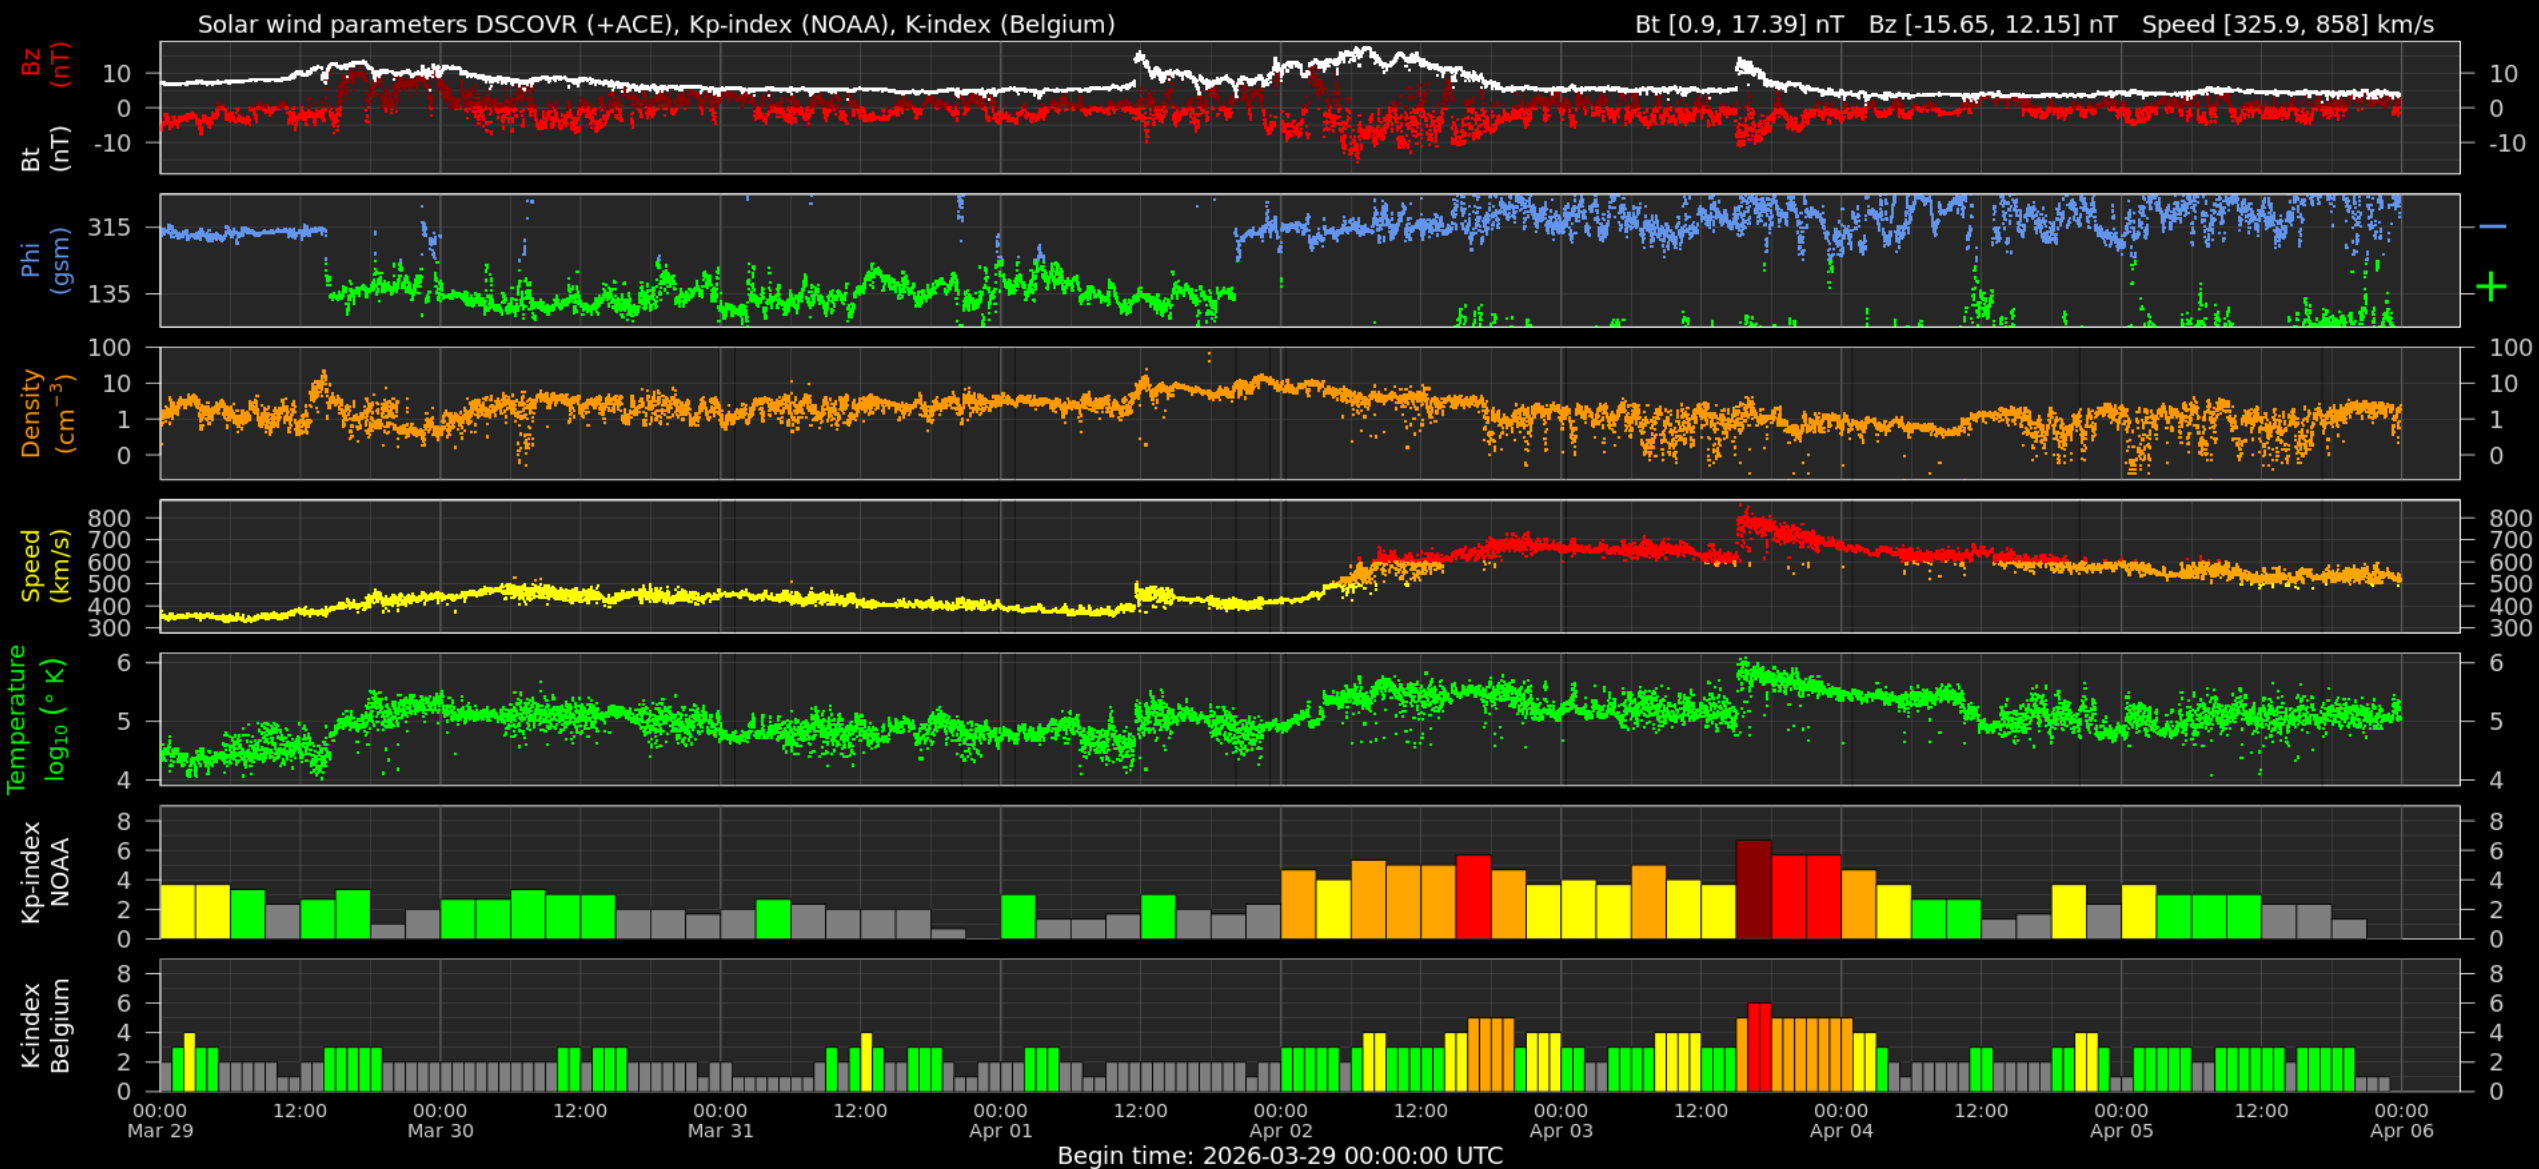 Solar wind parameters DSCOVR (+ACE), Kp-index (NOAA), K-index (Belgium)
Bt [0.9, 17.39] nT Bz [-15.65, 12.15] nT Speed [325.9, 858] km/s
Bz
(nT)
Bt
(nT)
10
0
-10
10
0
-10
Phi
(gsm)
315
135
−
+
Density
(cm⁻³)
100
10
1
0
100
10
1
0
Speed
(km/s)
800
700
600
500
400
300
800
700
600
500
400
300
Temperature
log₁₀ (° K)
6
5
4
6
5
4
Kp-index
NOAA
8
6
4
2
0
8
6
4
2
0
K-index
Belgium
8
6
4
2
0
8
6
4
2
0
00:00 12:00 00:00 12:00 00:00 12:00 00:00 12:00 00:00 12:00 00:00 12:00 00:00 12:00 00:00 12:00 00:00
Mar 29 Mar 30 Mar 31 Apr 01 Apr 02 Apr 03 Apr 04 Apr 05 Apr 06
Begin time: 2026-03-29 00:00:00 UTC